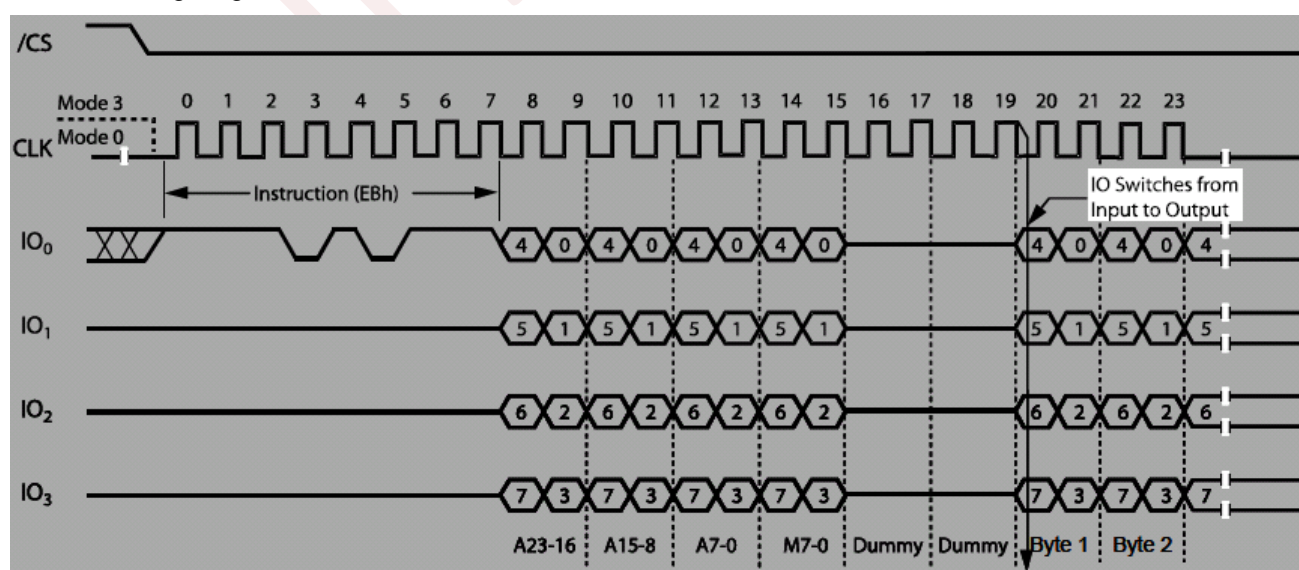 /CS
Mode 3 0 1 2 3 4 5 6 7 8 9 10 11 12 13 14 15 16 17 18 19 20 21 22 23
CLK Mode 0
Instruction (EBh)
IO Switches from
Input to Output
IO0 4 0 4 0 4 0 4 0 4 0 4 0 4
IO1 5 1 5 1 5 1 5 1 5 1 5 1 5
IO2 6 2 6 2 6 2 6 2 6 2 6 2 6
IO3 7 3 7 3 7 3 7 3 7 3 7 3 7
A23-16 A15-8 A7-0 M7-0 Dummy Dummy Byte 1 Byte 2